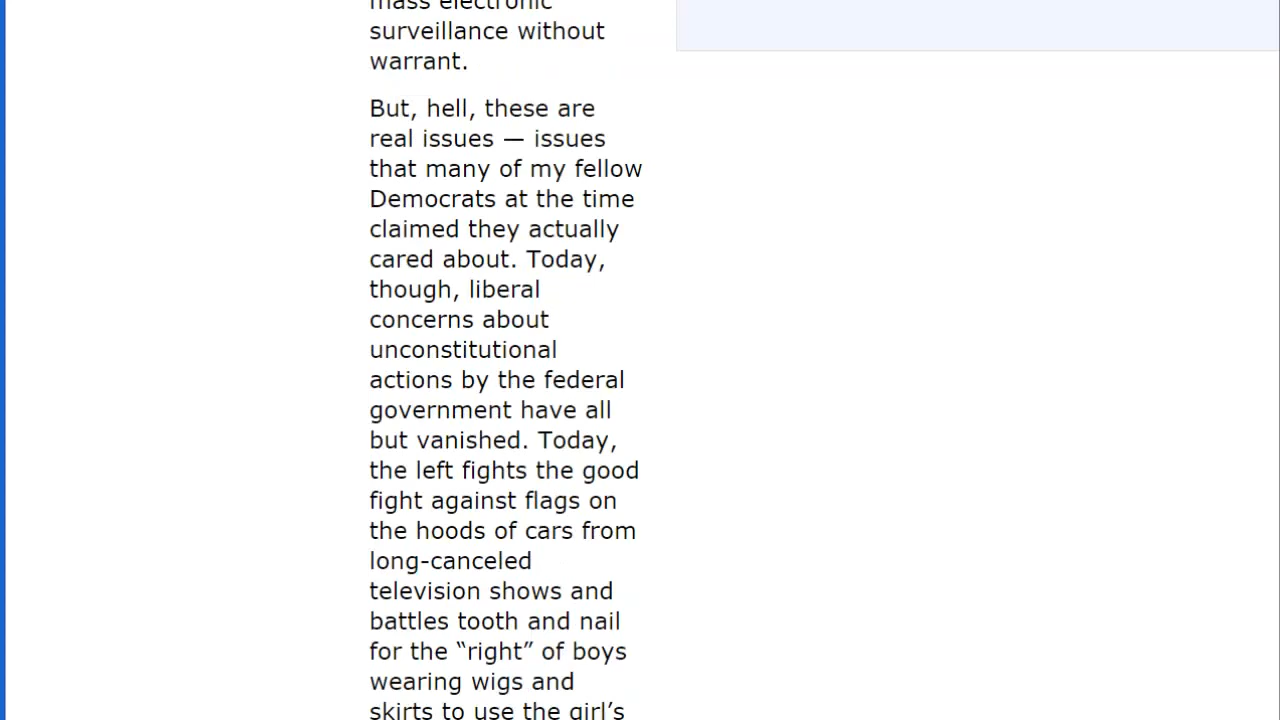 mass electronic
surveillance without
warrant.
But, hell, these are
real issues — issues
that many of my fellow
Democrats at the time
claimed they actually
cared about. Today,
though, liberal
concerns about
unconstitutional
actions by the federal
government have all
but vanished. Today,
the left fights the good
fight against flags on
the hoods of cars from
long-canceled
television shows and
battles tooth and nail
for the “right” of boys
wearing wigs and
skirts to use the girl’s